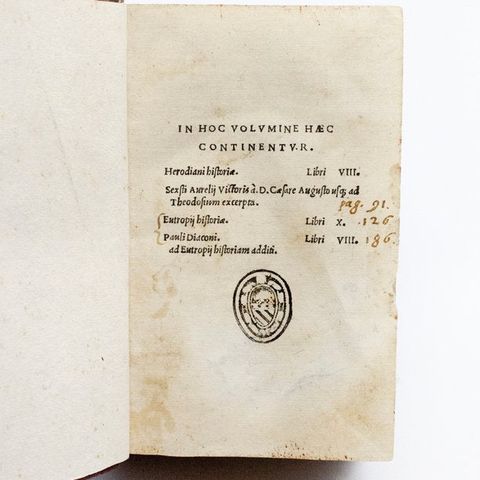 IN HOC VOLVMINE HÆC
CONTINENTVR.
Herodiani historiæ. Libri VIII.
Sexsti Aurelij Victoris à. D. Cæsare Augusto usq; ad
Theodosium excerpta. pag. 91.
Eutropij historiæ. Libri X. 126
Pauli Diaconi. Libri VIII. 186.
ad Eutropij historiam additi.